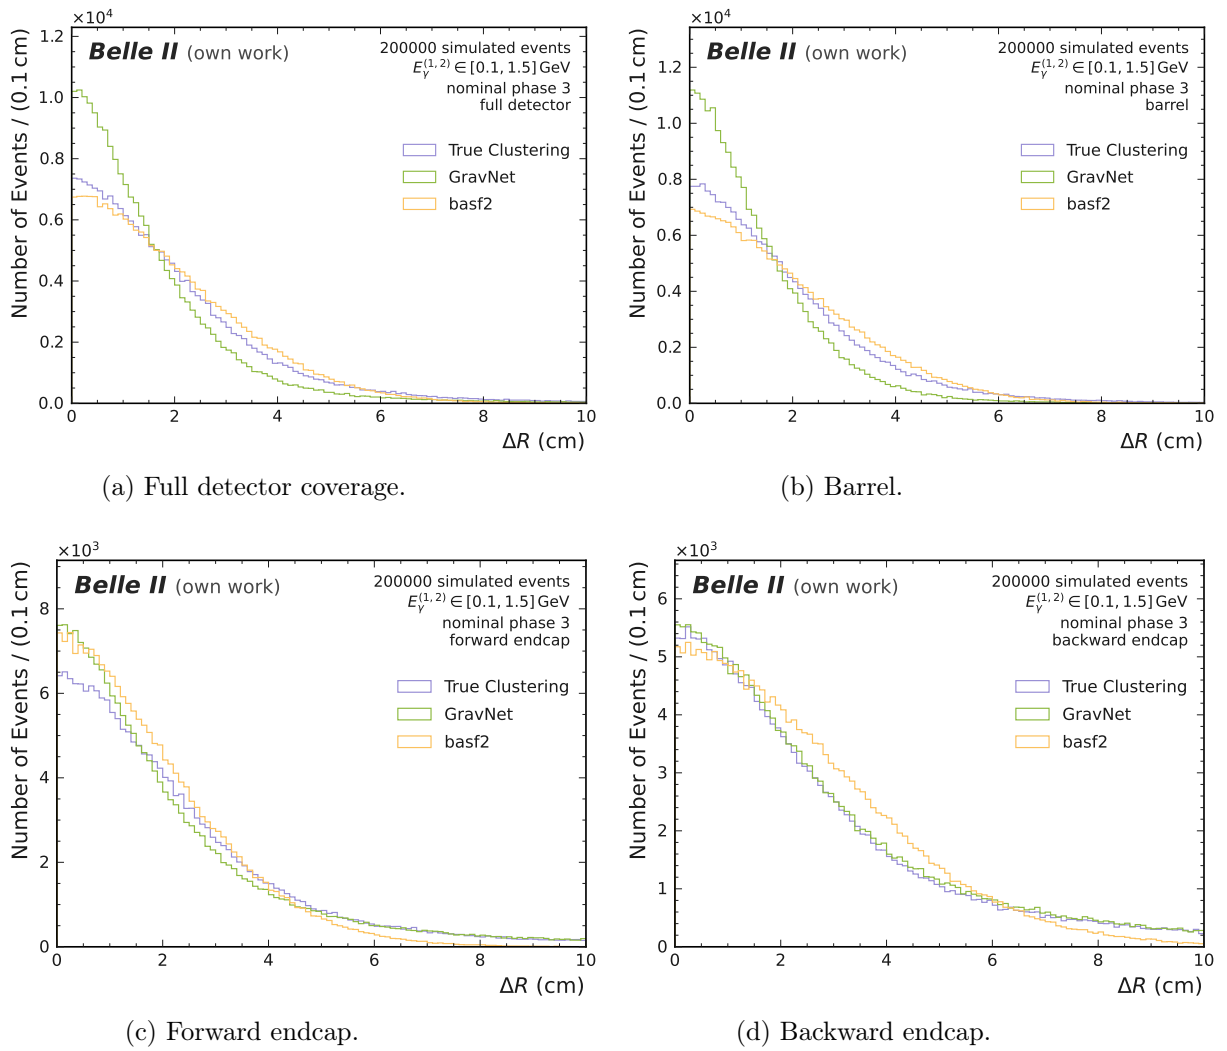 ×10⁴
Belle II (own work)
200000 simulated events
E_γ^(1,2) ∈ [0.1, 1.5] GeV
nominal phase 3
full detector
True Clustering
GravNet
basf2
Number of Events / (0.1 cm)
1.2
1.0
0.8
0.6
0.4
0.2
0.0
0 2 4 6 8 10
ΔR (cm)
(a) Full detector coverage.
×10⁴
Belle II (own work)
200000 simulated events
E_γ^(1,2) ∈ [0.1, 1.5] GeV
nominal phase 3
barrel
True Clustering
GravNet
basf2
Number of Events / (0.1 cm)
1.2
1.0
0.8
0.6
0.4
0.2
0.0
0 2 4 6 8 10
ΔR (cm)
(b) Barrel.
×10³
Belle II (own work)
200000 simulated events
E_γ^(1,2) ∈ [0.1, 1.5] GeV
nominal phase 3
forward endcap
True Clustering
GravNet
basf2
Number of Events / (0.1 cm)
8
6
4
2
0
0 2 4 6 8 10
ΔR (cm)
(c) Forward endcap.
×10³
Belle II (own work)
200000 simulated events
E_γ^(1,2) ∈ [0.1, 1.5] GeV
nominal phase 3
backward endcap
True Clustering
GravNet
basf2
Number of Events / (0.1 cm)
6
5
4
3
2
1
0
0 2 4 6 8 10
ΔR (cm)
(d) Backward endcap.